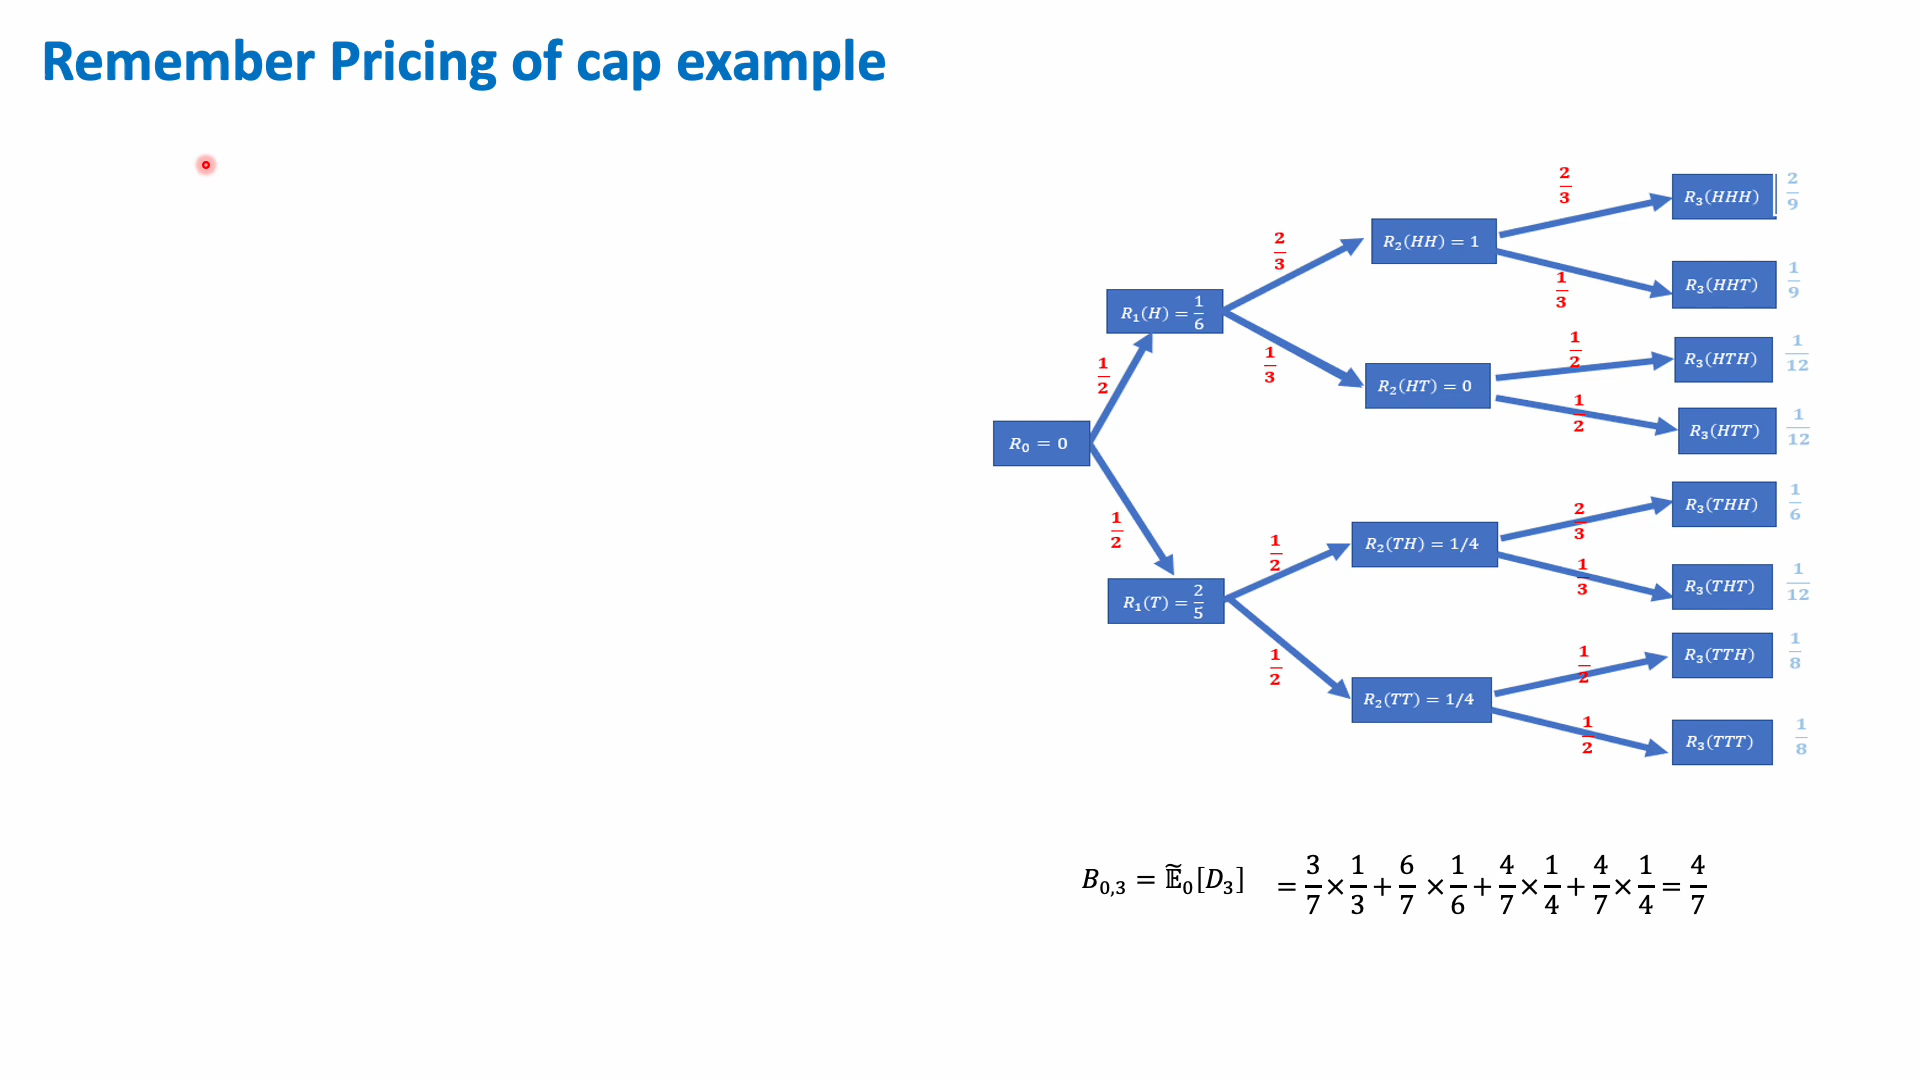 Remember Pricing of cap example
R₀ = 0
1/2
1/2
R₁(H) = 1/6
R₁(T) = 2/5
2/3
1/3
1/2
1/2
R₂(HH) = 1
R₂(HT) = 0
R₂(TH) = 1/4
R₂(TT) = 1/4
2/3
1/3
1/2
1/2
2/3
1/3
1/2
1/2
R₃(HHH) 2/9
R₃(HHT) 1/9
R₃(HTH) 1/12
R₃(HTT) 1/12
R₃(THH) 1/6
R₃(THT) 1/12
R₃(TTH) 1/8
R₃(TTT) 1/8
B₀,₃ = 𝔼̃₀[D₃] = 3/7 × 1/3 + 6/7 × 1/6 + 4/7 × 1/4 + 4/7 × 1/4 = 4/7